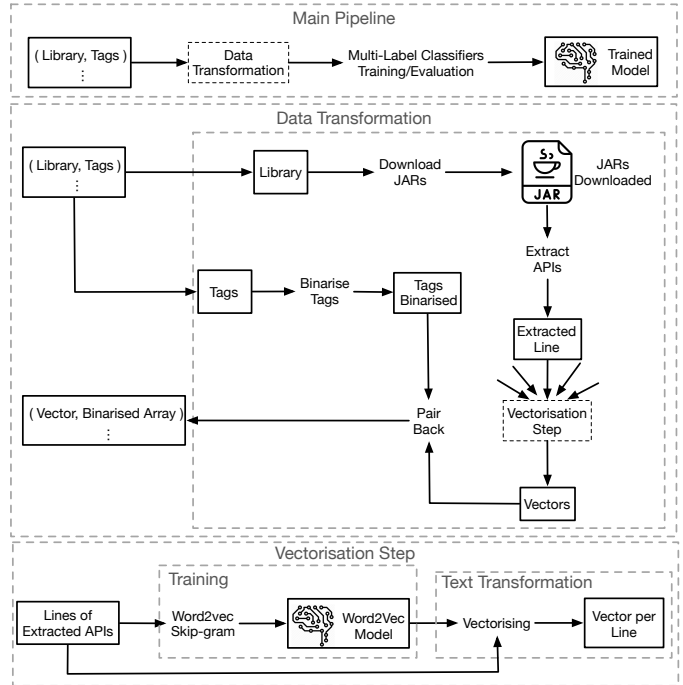 Main Pipeline
( Library, Tags )
⋮
Data
Transformation
Multi-Label Classifiers
Training/Evaluation
Trained
Model
Data Transformation
( Library, Tags )
⋮
Library
Download
JARs
JAR
JARs
Downloaded
Extract
APIs
Tags
Binarise
Tags
Tags
Binarised
Extracted
Line
( Vector, Binarised Array )
⋮
Pair
Back
Vectorisation
Step
Vectors
Vectorisation Step
Training
Text Transformation
Lines of
Extracted APIs
Word2vec
Skip-gram
Word2Vec
Model
Vectorising
Vector per
Line